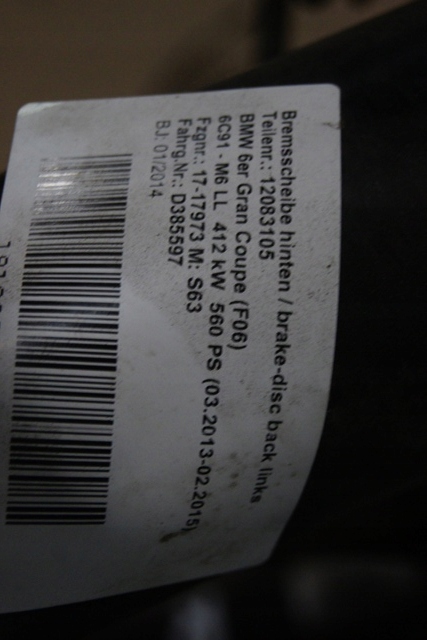 Bremsscheibe hinten / brake-disc back links
Teilenr.: 12083105
BMW 6er Gran Coupe (F06)
6C91 - M6 LL 412 kW 560 PS (03.2013-02.2015)
Fzgnr.: 17-17973 M: S63
Fahrg.Nr.: D385597
BJ: 01/2014